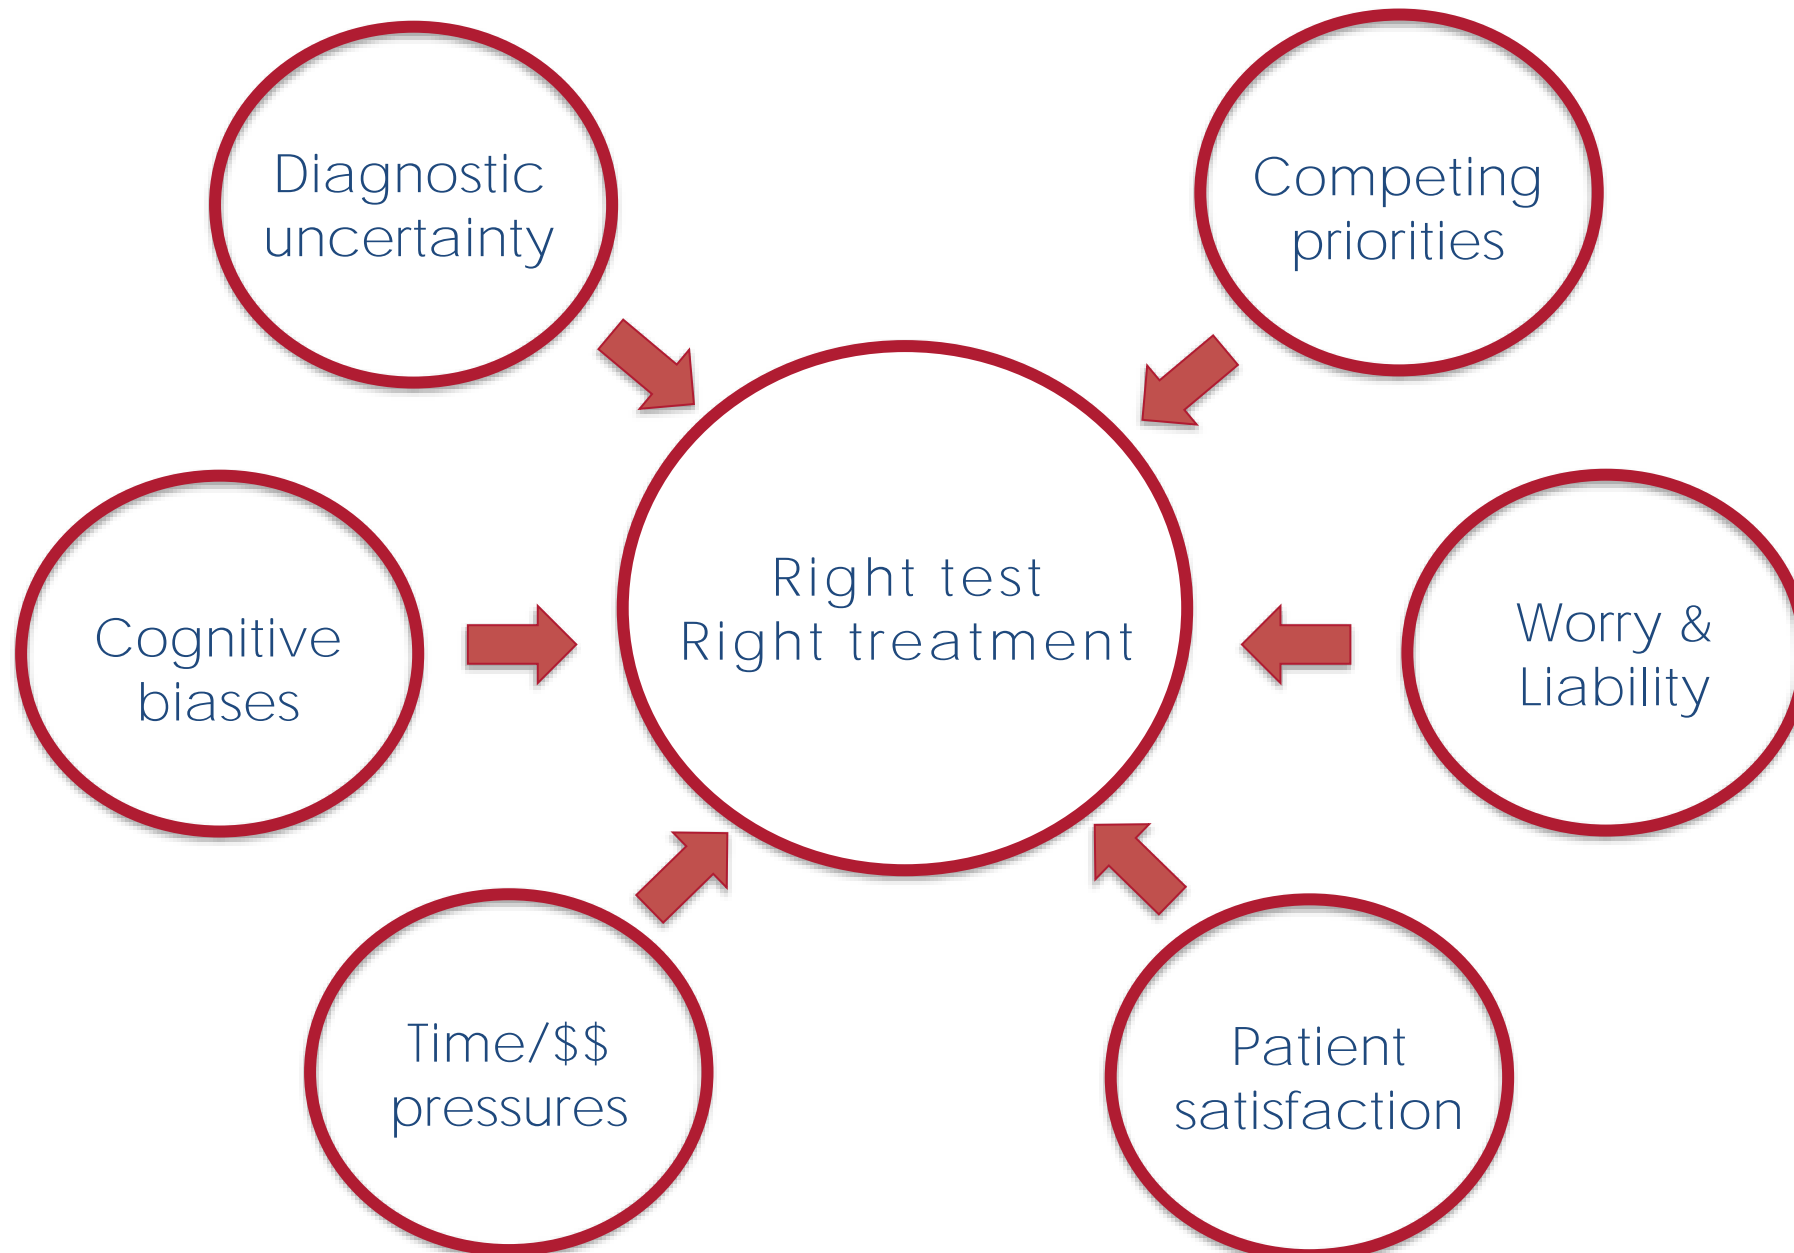 Diagnostic
uncertainty
Competing
priorities
Right test
Right treatment
Cognitive
biases
Worry &
Liability
Time/$$
pressures
Patient
satisfaction